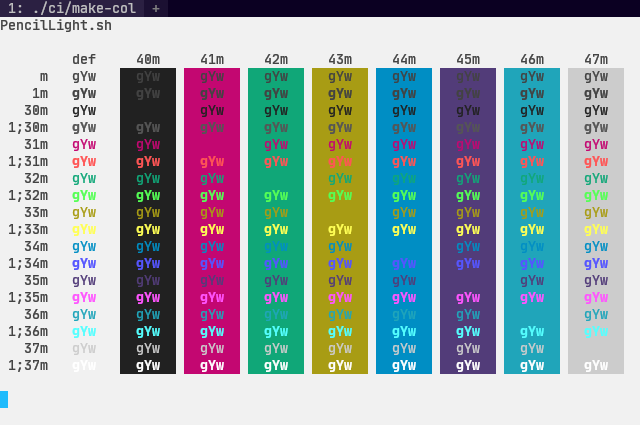 1: ./ci/make-col +
PencilLight.sh
def 40m 41m 42m 43m 44m 45m 46m 47m
m gYw gYw gYw gYw gYw gYw gYw gYw gYw
1m gYw gYw gYw gYw gYw gYw gYw gYw gYw
30m gYw gYw gYw gYw gYw gYw gYw gYw
1;30m gYw gYw gYw gYw gYw gYw gYw gYw gYw
31m gYw gYw gYw gYw gYw gYw gYw gYw
1;31m gYw gYw gYw gYw gYw gYw gYw gYw gYw
32m gYw gYw gYw gYw gYw gYw gYw gYw
1;32m gYw gYw gYw gYw gYw gYw gYw gYw gYw
33m gYw gYw gYw gYw gYw gYw gYw gYw
1;33m gYw gYw gYw gYw gYw gYw gYw gYw gYw
34m gYw gYw gYw gYw gYw gYw gYw gYw
1;34m gYw gYw gYw gYw gYw gYw gYw gYw gYw
35m gYw gYw gYw gYw gYw gYw gYw gYw
1;35m gYw gYw gYw gYw gYw gYw gYw gYw gYw
36m gYw gYw gYw gYw gYw gYw gYw gYw
1;36m gYw gYw gYw gYw gYw gYw gYw gYw gYw
37m gYw gYw gYw gYw gYw gYw gYw gYw
1;37m gYw gYw gYw gYw gYw gYw gYw gYw gYw